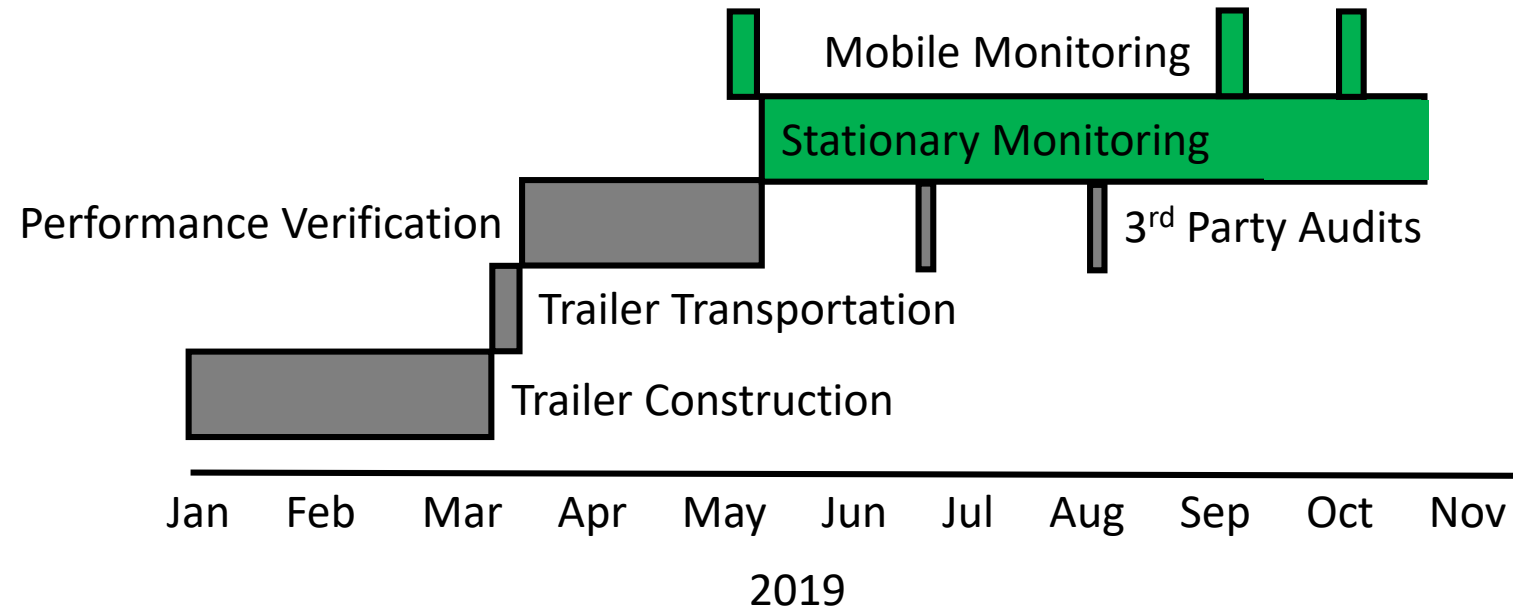 Mobile Monitoring
Stationary Monitoring
Performance Verification
3rd Party Audits
Trailer Transportation
Trailer Construction
Jan Feb Mar Apr May Jun Jul Aug Sep Oct Nov
2019